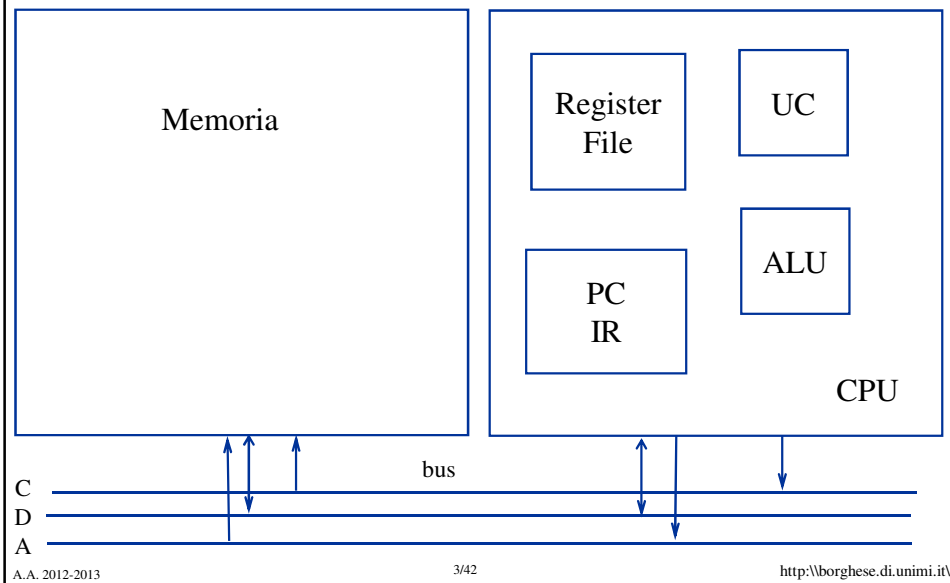 Memoria
Register
File
UC
PC
IR
ALU
CPU
bus
C
D
A
A.A. 2012-2013
3/42
http:\\borghese.di.unimi.it\